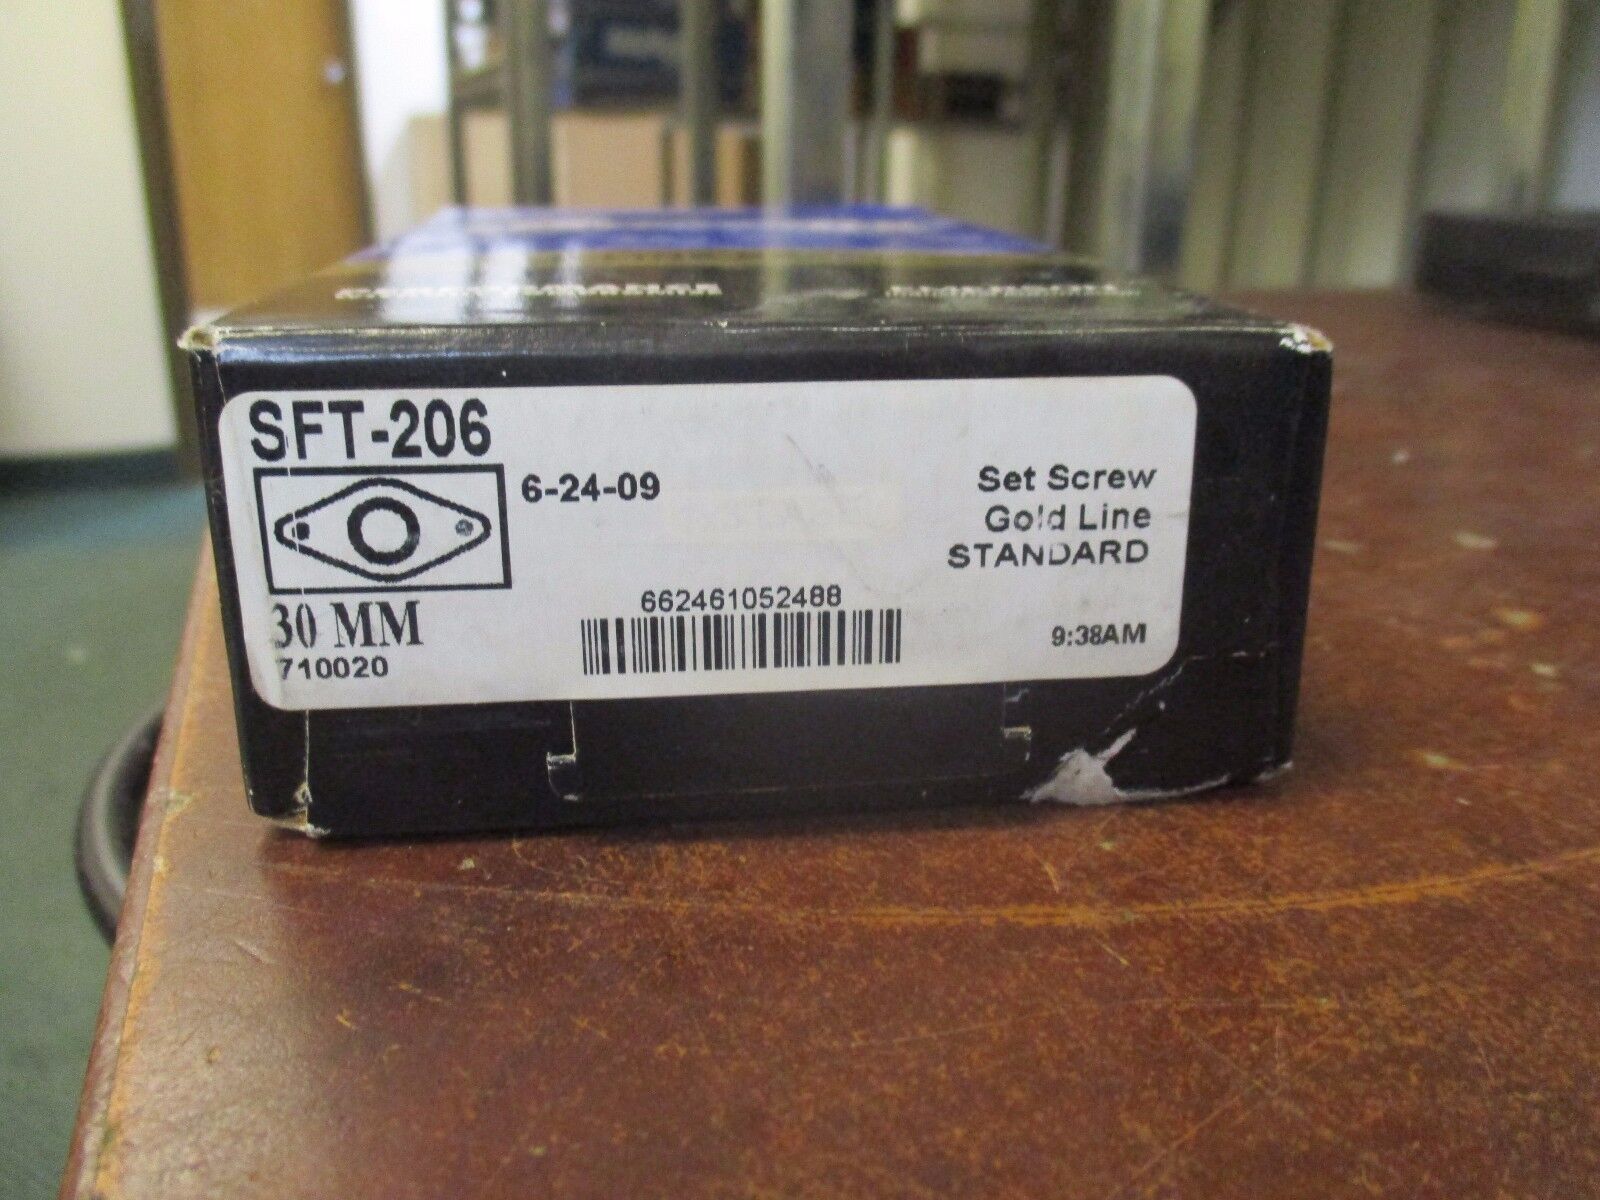 SFT-206
6-24-09
Set Screw
Gold Line
STANDARD
30 MM
710020
662461052488
9:38AM